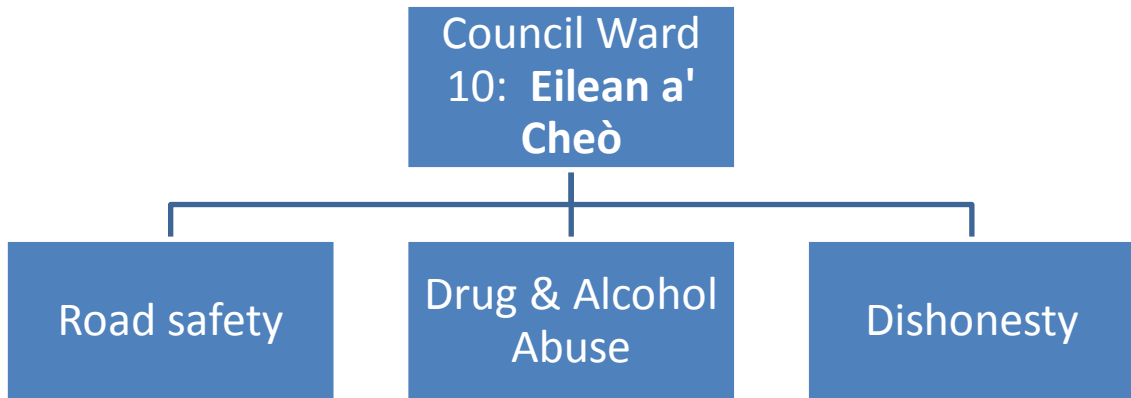 Council Ward
10: Eilean a'
Cheò
Road safety
Drug & Alcohol
Abuse
Dishonesty